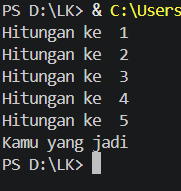 PS D:\LK> & C:\Users
Hitungan ke  1
Hitungan ke  2
Hitungan ke  3
Hitungan ke  4
Hitungan ke  5
Kamu yang jadi
PS D:\LK>